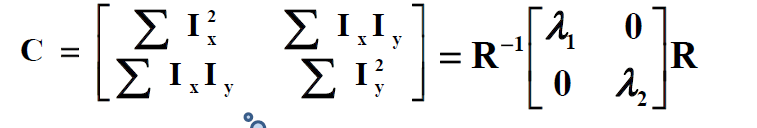 C = [ ∑ I_x^2   ∑ I_x I_y ; ∑ I_x I_y   ∑ I_y^2 ] = R^{-1} [ λ_1   0 ; 0   λ_2 ] R